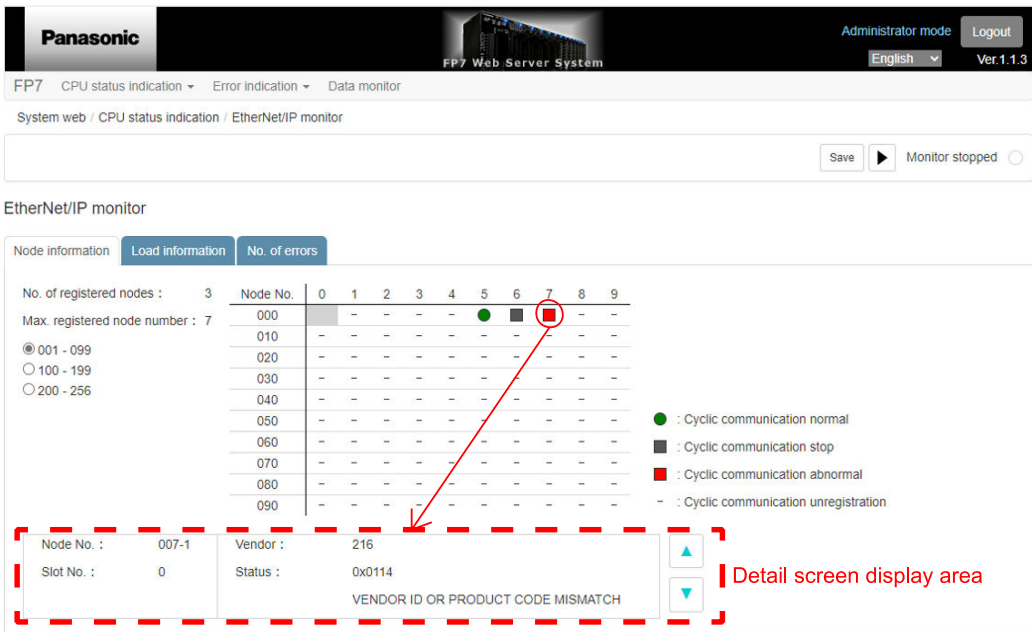 Panasonic
FP7 Web Server System
Administrator mode Logout
English Ver.1.1.3
FP7 CPU status indication Error indication Data monitor
System web / CPU status indication / EtherNet/IP monitor
Save Monitor stopped
EtherNet/IP monitor
Node information Load information No. of errors
No. of registered nodes : 3
Max. registered node number : 7
001 - 099
100 - 199
200 - 256
Node No. 0 1 2 3 4 5 6 7 8 9
000 - - - - - -
010 - - - - - - - - - -
020 - - - - - - - - - -
030 - - - - - - - - - -
040 - - - - - - - - - -
050 - - - - - - - - - -
060 - - - - - - - - - -
070 - - - - - - - - - -
080 - - - - - - - - - -
090 - - - - - - - - - -
: Cyclic communication normal
: Cyclic communication stop
: Cyclic communication abnormal
- : Cyclic communication unregistration
Node No. : 007-1 Vendor : 216
Slot No. : 0 Status : 0x0114
VENDOR ID OR PRODUCT CODE MISMATCH
Detail screen display area